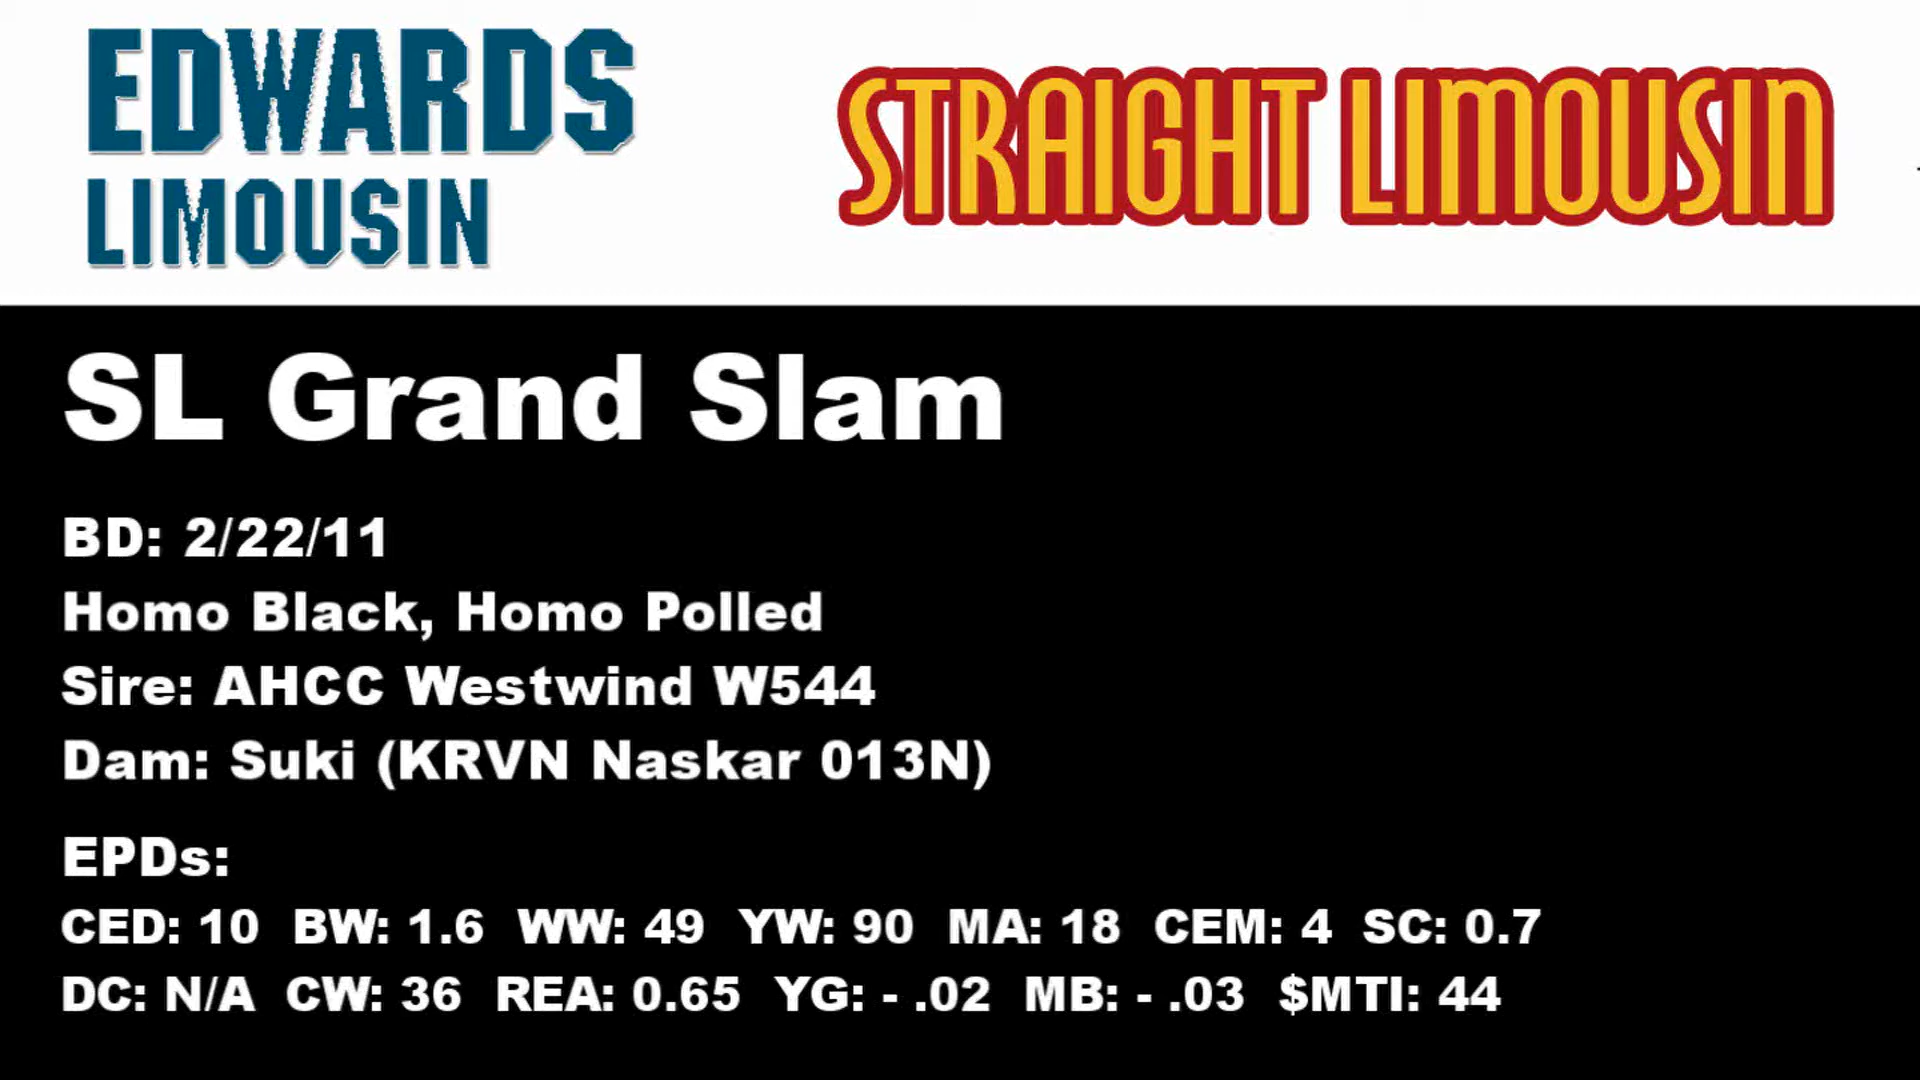 EDWARDS
LIMOUSIN
STRAIGHT LIMOUSIN
SL Grand Slam
BD: 2/22/11
Homo Black, Homo Polled
Sire: AHCC Westwind W544
Dam: Suki (KRVN Naskar 013N)
EPDs:
CED: 10 BW: 1.6 WW: 49 YW: 90 MA: 18 CEM: 4 SC: 0.7
DC: N/A CW: 36 REA: 0.65 YG: - .02 MB: - .03 $MTI: 44